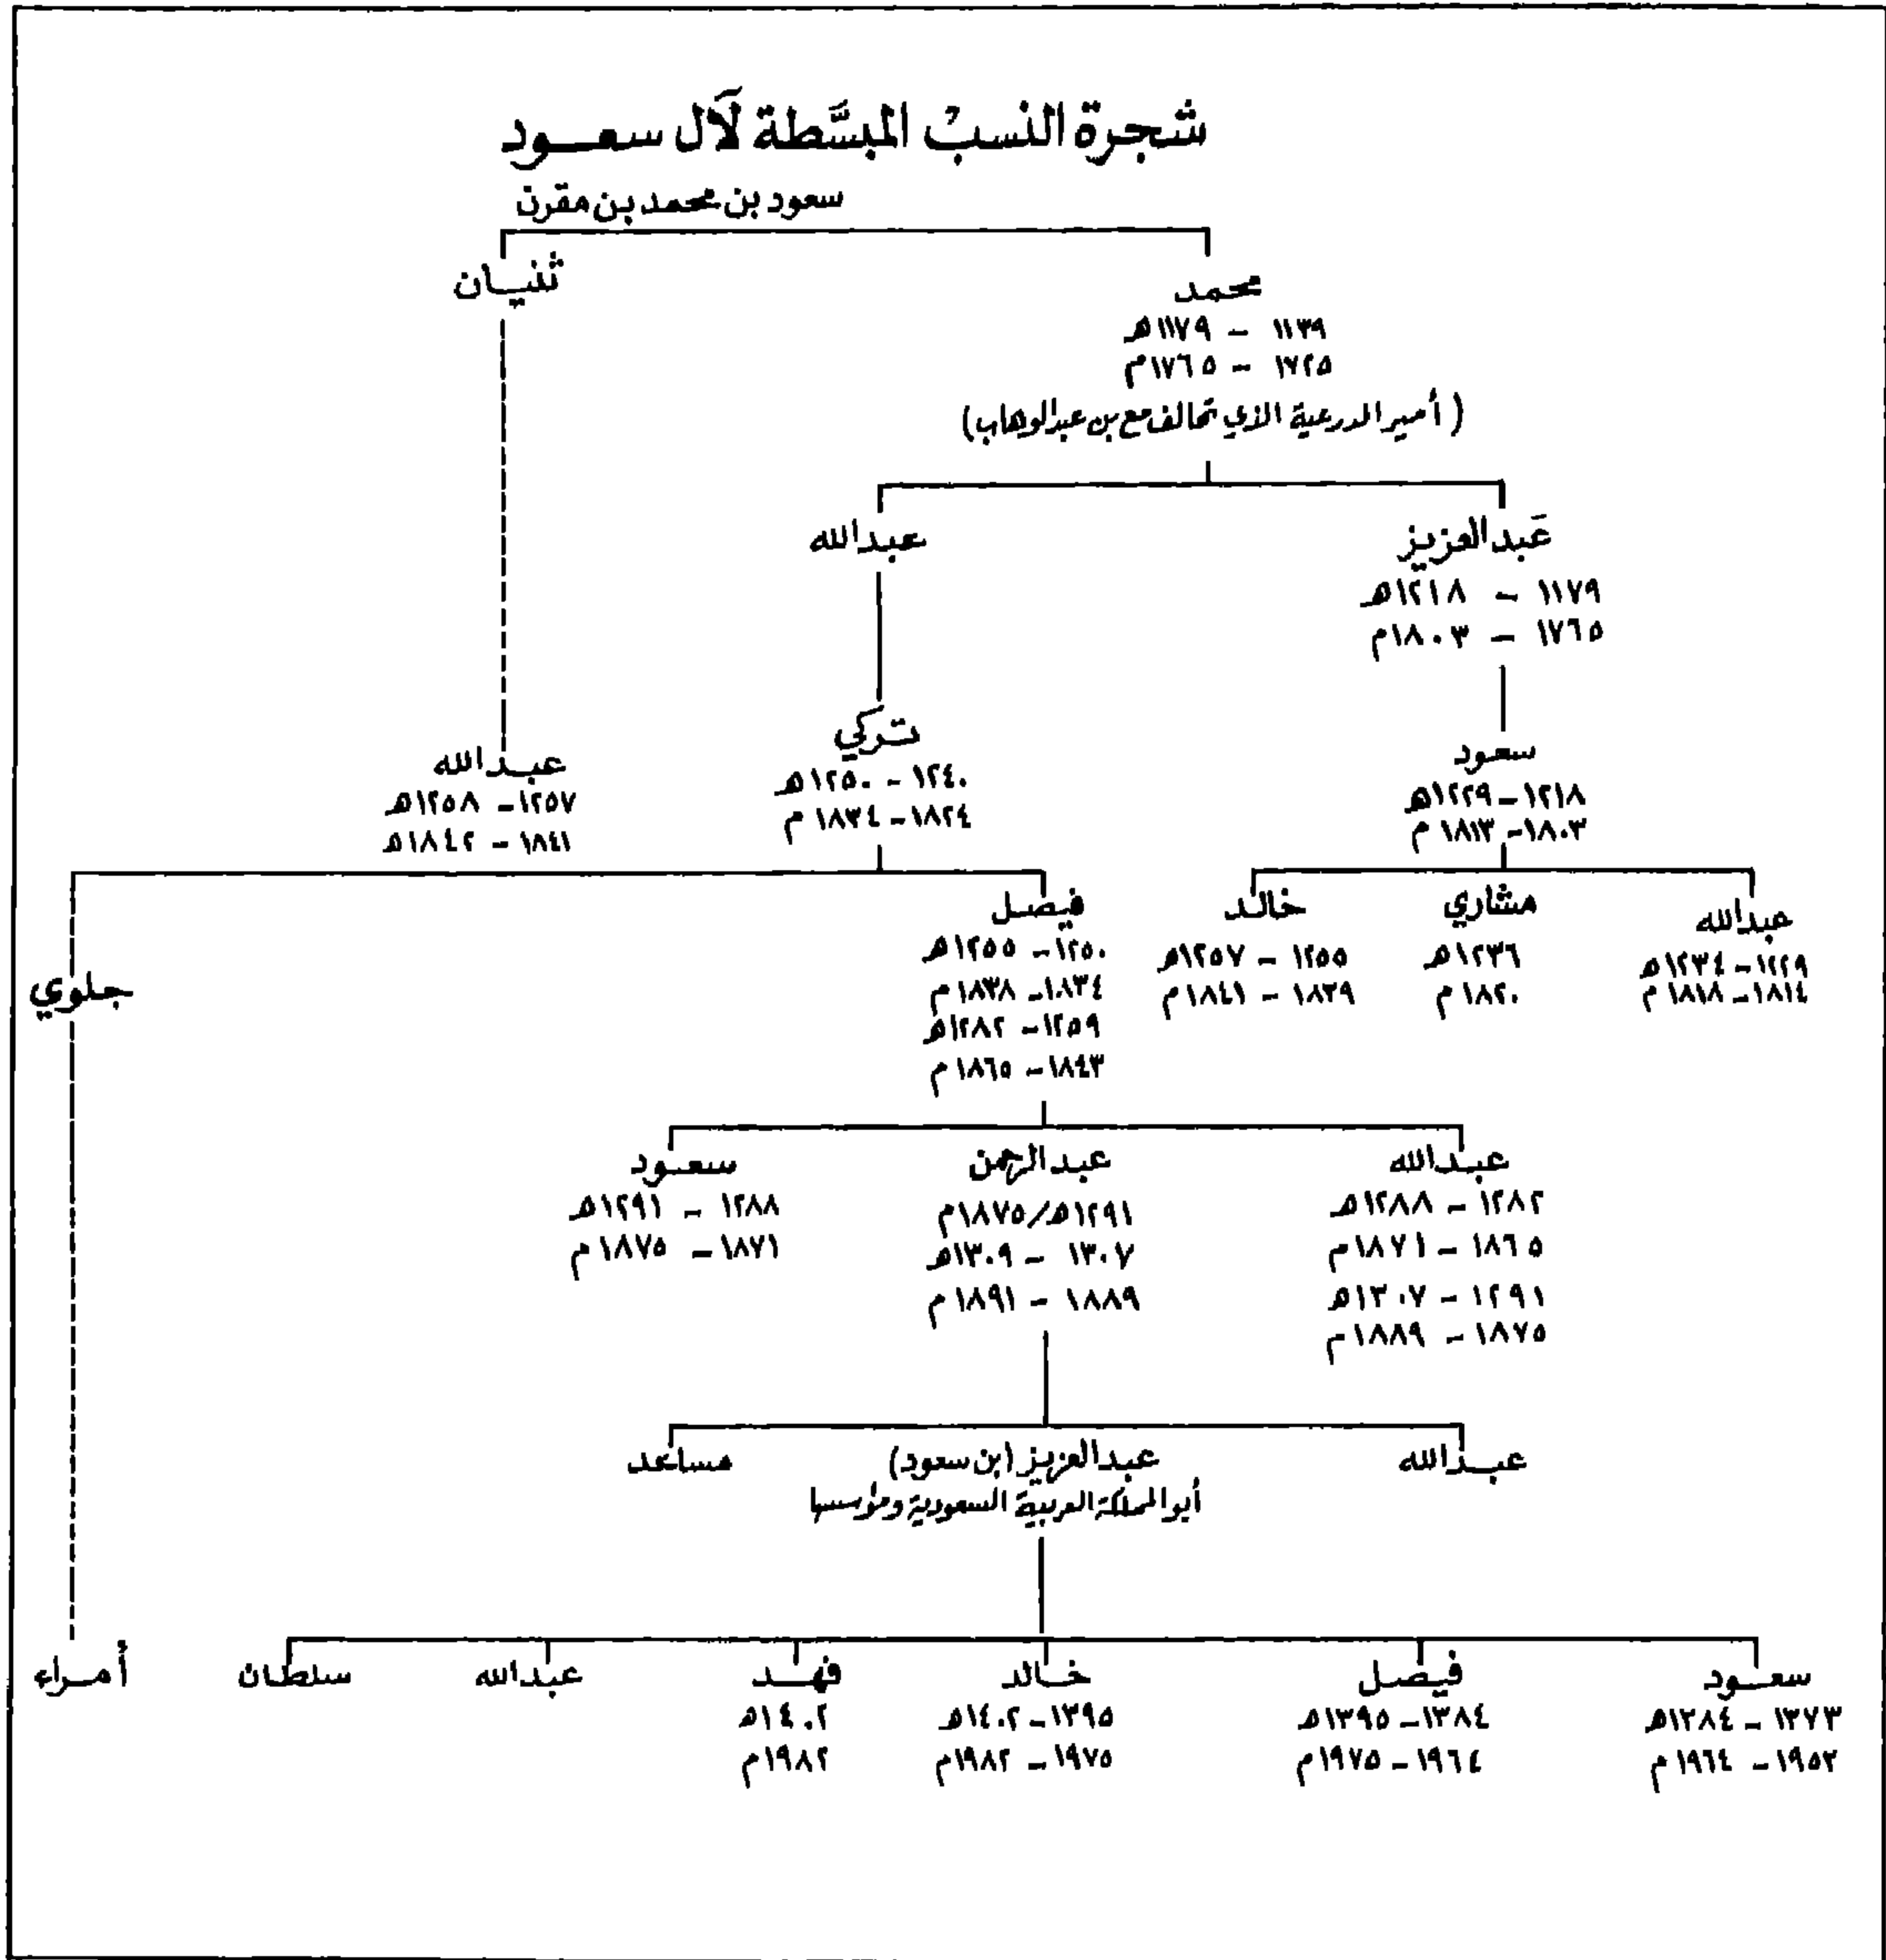 شجرة النسب المبسَّطة لآل سعود
سعود بن محمد بن مقرن
محمد
١١٣٩ - ١١٧٩هـ
١٧٢٥ - ١٧٦٥م
(أمير الدرعية الذي تحالف مع بن عبدالوهاب)
ثنيان
عَبدالعزيز
١١٧٩ - ١٢١٨هـ
١٧٦٥ - ١٨٠٣م
عبدالله
سعود
١٢١٨-١٢٢٩هـ
١٨٠٣-١٨١٣م
تركي
١٢٤٠-١٢٥٠هـ
١٨٢٤-١٨٣٤م
عبدالله
١٢٥٧-١٢٥٨هـ
١٨٤١-١٨٤٢هـ
عبدالله
١٢٢٩-١٢٣٤هـ
١٨١٤-١٨١٨م
مشاري
١٢٣٦هـ
١٨٢٠م
خالد
١٢٥٥-١٢٥٧هـ
١٨٣٩-١٨٤١م
فيصل
١٢٥٠-١٢٥٥هـ
١٨٣٤-١٨٣٨م
١٢٥٩-١٢٨٢هـ
١٨٤٣-١٨٦٥م
جلوي
عبدالله
١٢٨٢-١٢٨٨هـ
١٨٦٥-١٨٧١م
١٢٩١-١٣٠٧هـ
١٨٧٥-١٨٨٩م
عبدالرحمن
١٢٩١هـ/١٨٧٥م
١٣٠٧-١٣٠٩هـ
١٨٨٩-١٨٩١م
سعود
١٢٨٨-١٢٩١هـ
١٨٧١-١٨٧٥م
عبدالله
عبدالعزيز (ابن سعود)
أبو المملكة العربية السعودية ومؤسسها
مساعد
سعود
١٣٧٣-١٣٨٤هـ
١٩٥٣-١٩٦٤م
فيصل
١٣٨٤-١٣٩٥هـ
١٩٦٤-١٩٧٥م
خالد
١٣٩٥-١٤٠٢هـ
١٩٧٥-١٩٨٢م
فهد
١٤٠٢هـ
١٩٨٢م
عبدالله
سلطان
أمراء